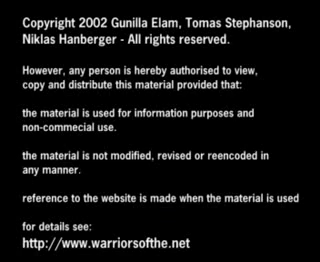 Copyright 2002 Gunilla Elam, Tomas Stephanson,
Niklas Hanberger - All rights reserved.
However, any person is hereby authorised to view,
copy and distribute this material provided that:
the material is used for information purposes and
non-commecial use.
the material is not modified, revised or reencoded in
any manner.
reference to the website is made when the material is used
for details see:
http://www.warriorsofthe.net